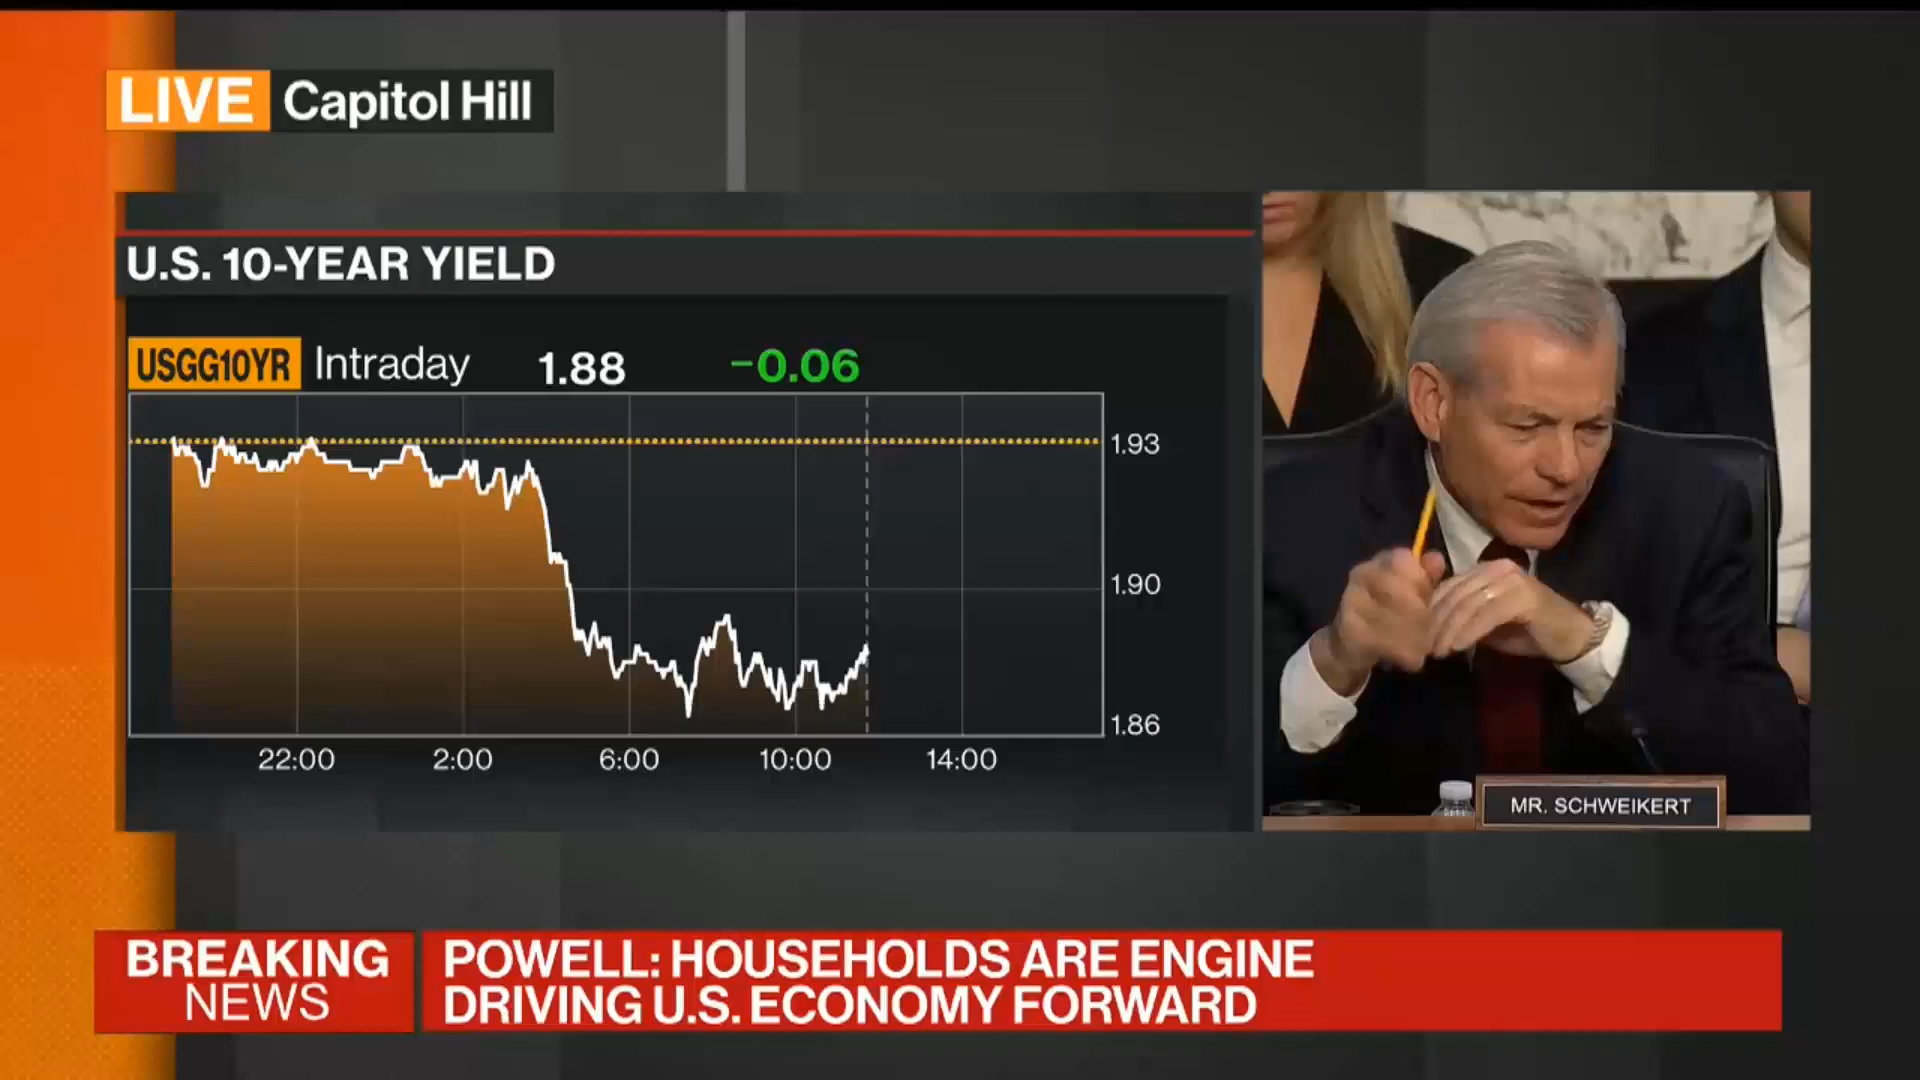 LIVE Capitol Hill
U.S. 10-YEAR YIELD
USGG10YR Intraday 1.88 -0.06
1.93
1.90
1.86
22:00 2:00 6:00 10:00 14:00
MR. SCHWEIKERT
BREAKING
NEWS
POWELL: HOUSEHOLDS ARE ENGINE
DRIVING U.S. ECONOMY FORWARD